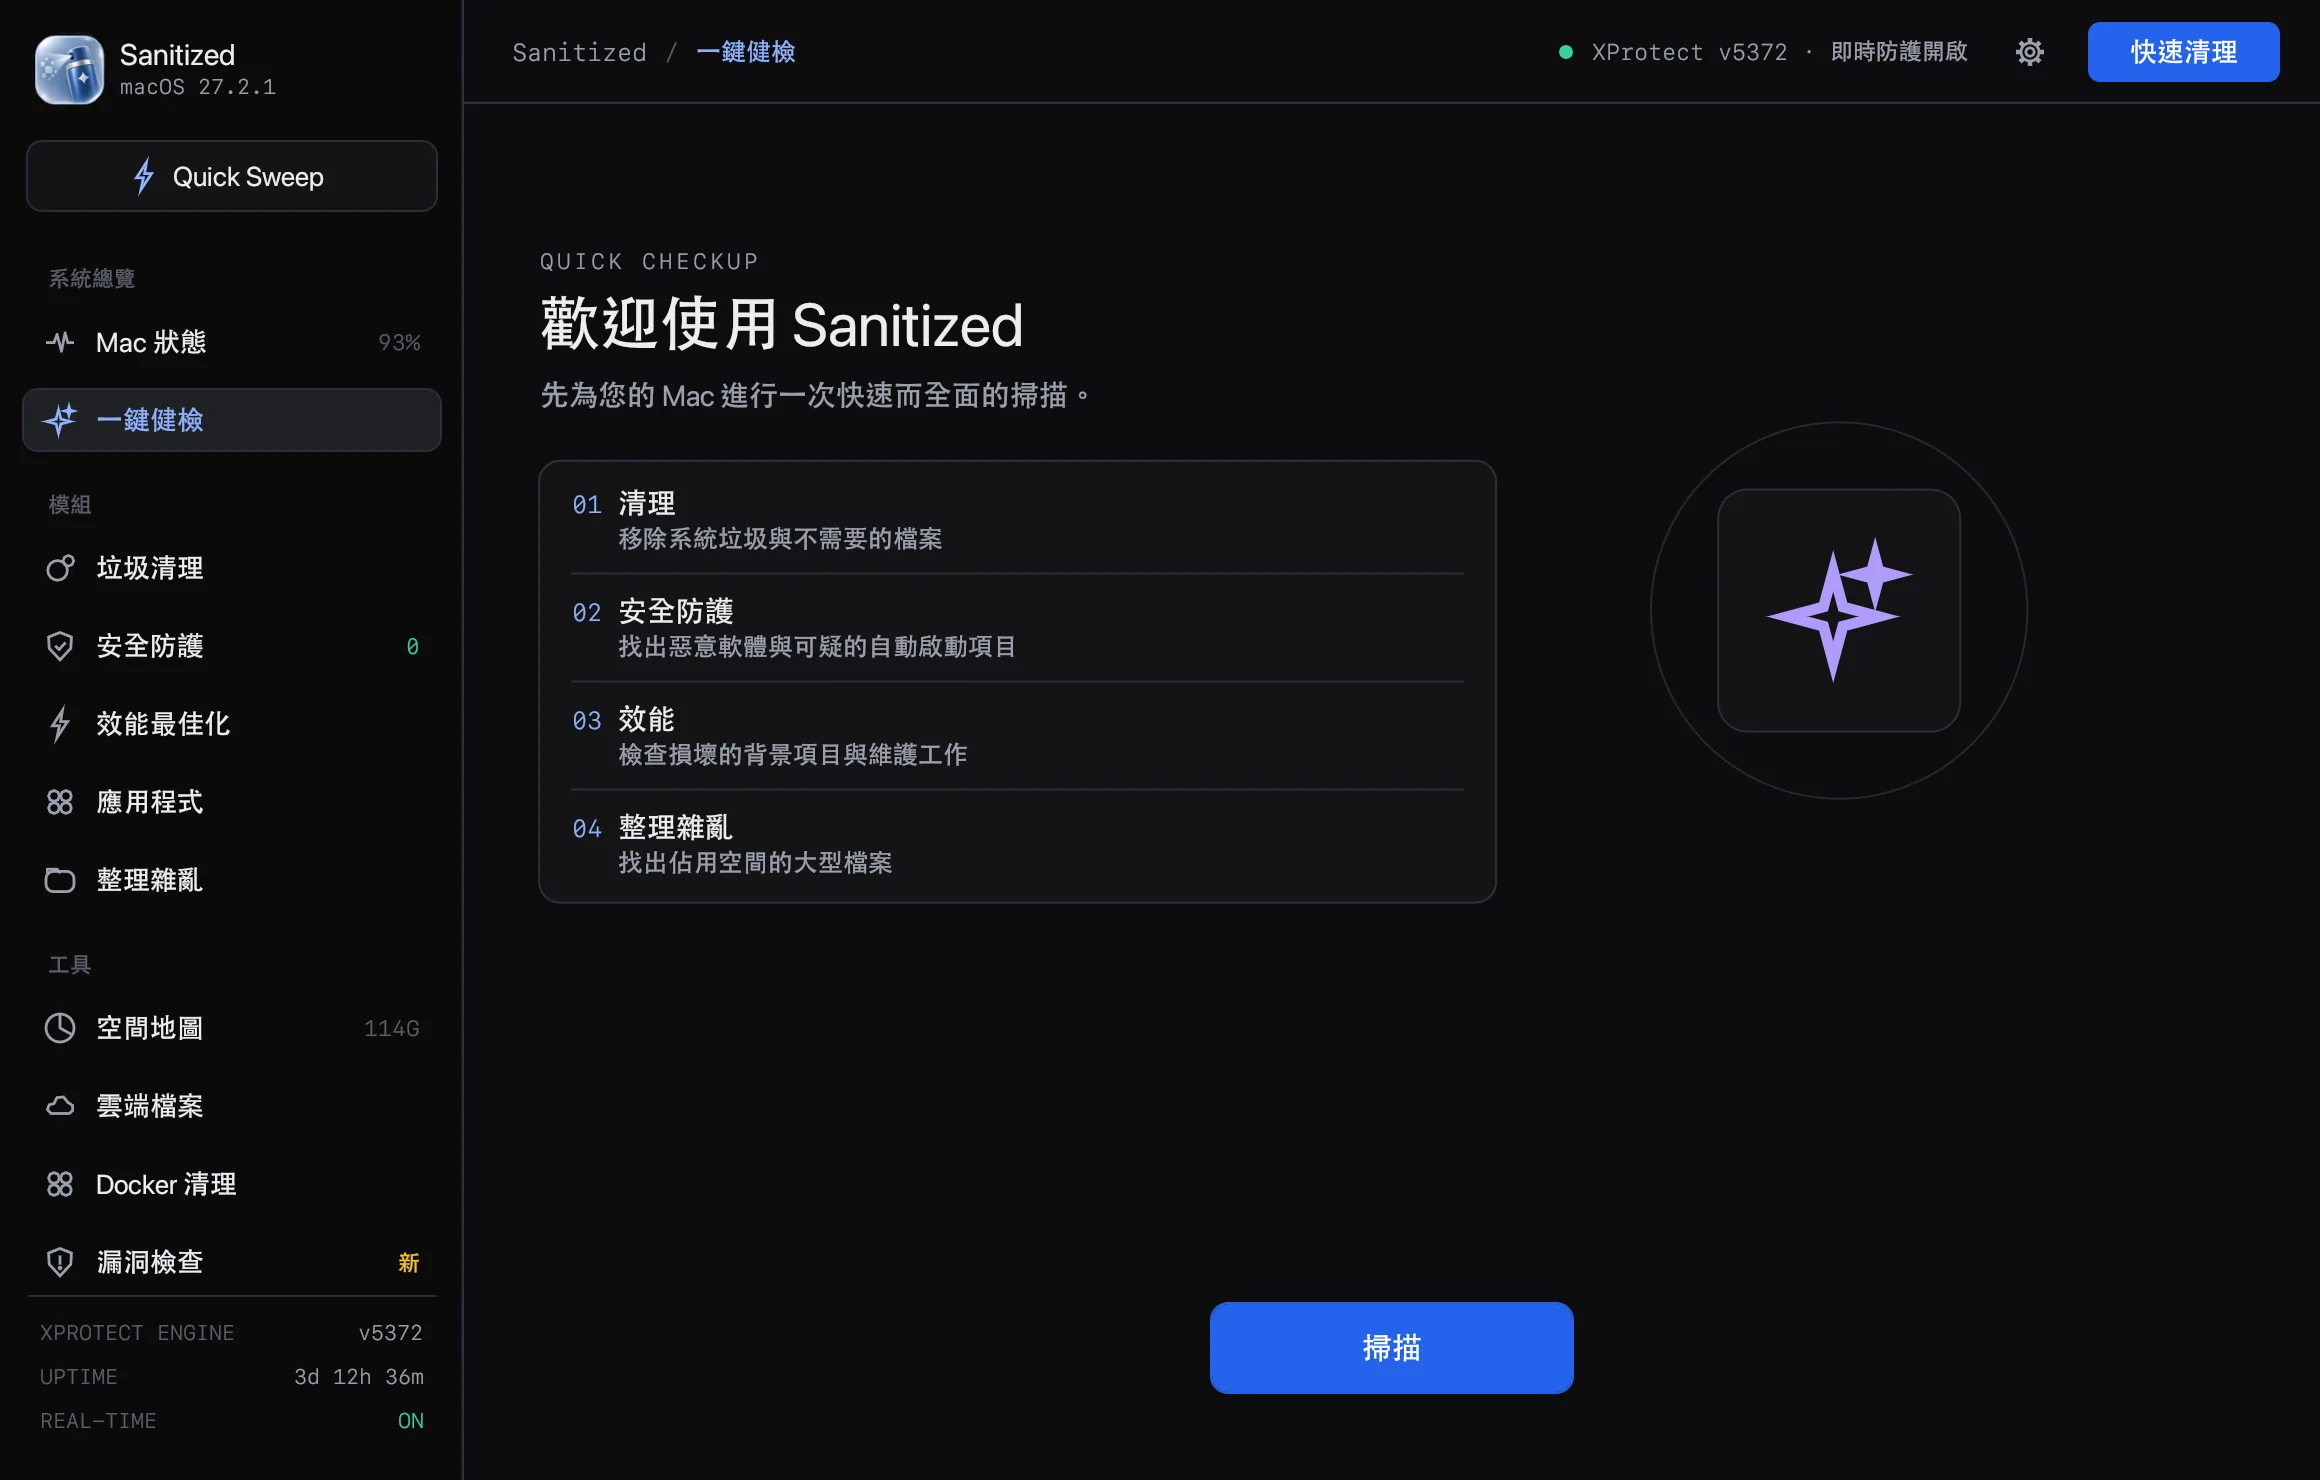 Sanitized
macOS 27.2.1
Quick Sweep
系統總覽
Mac 狀態 93%
一鍵健檢
模組
垃圾清理
安全防護 0
效能最佳化
應用程式
整理雜亂
工具
空間地圖 114G
雲端檔案
Docker 清理
漏洞檢查 新
XPROTECT ENGINE v5372
UPTIME 3d 12h 36m
REAL-TIME ON
Sanitized / 一鍵健檢
XProtect v5372 · 即時防護開啟
快速清理
QUICK CHECKUP
歡迎使用 Sanitized
先為您的 Mac 進行一次快速而全面的掃描。
01 清理
移除系統垃圾與不需要的檔案
02 安全防護
找出惡意軟體與可疑的自動啟動項目
03 效能
檢查損壞的背景項目與維護工作
04 整理雜亂
找出佔用空間的大型檔案
掃描